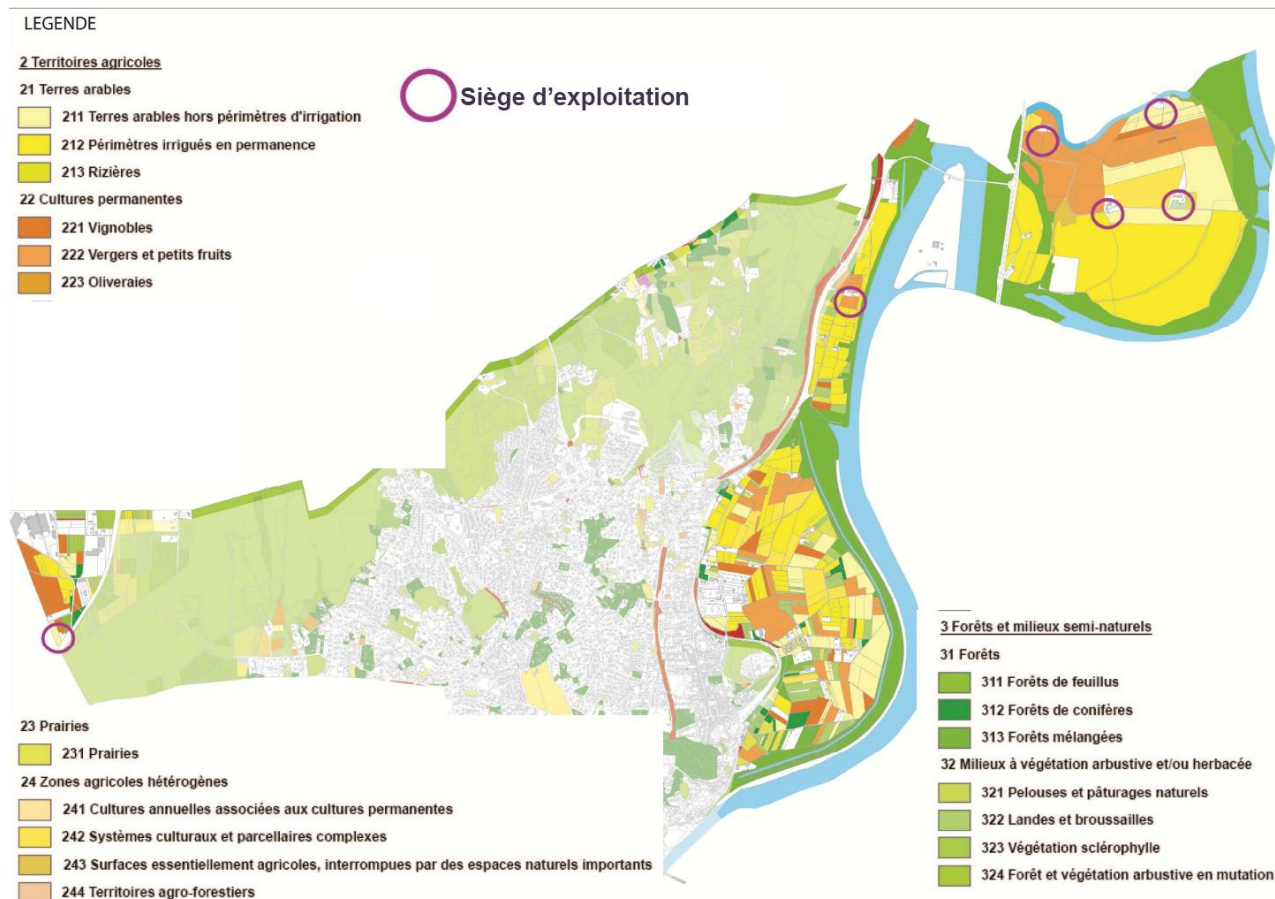 LEGENDE
2 Territoires agricoles
21 Terres arables
211 Terres arables hors périmètres d'irrigation
212 Périmètres irrigués en permanence
213 Rizières
22 Cultures permanentes
221 Vignobles
222 Vergers et petits fruits
223 Oliveraies
Siège d'exploitation
23 Prairies
231 Prairies
24 Zones agricoles hétérogènes
241 Cultures annuelles associées aux cultures permanentes
242 Systèmes culturaux et parcellaires complexes
243 Surfaces essentiellement agricoles, interrompues par des espaces naturels importants
244 Territoires agro-forestiers
3 Forêts et milieux semi-naturels
31 Forêts
311 Forêts de feuillus
312 Forêts de conifères
313 Forêts mélangées
32 Milieux à végétation arbustive et/ou herbacée
321 Pelouses et pâturages naturels
322 Landes et broussailles
323 Végétation sclérophylle
324 Forêt et végétation arbustive en mutation